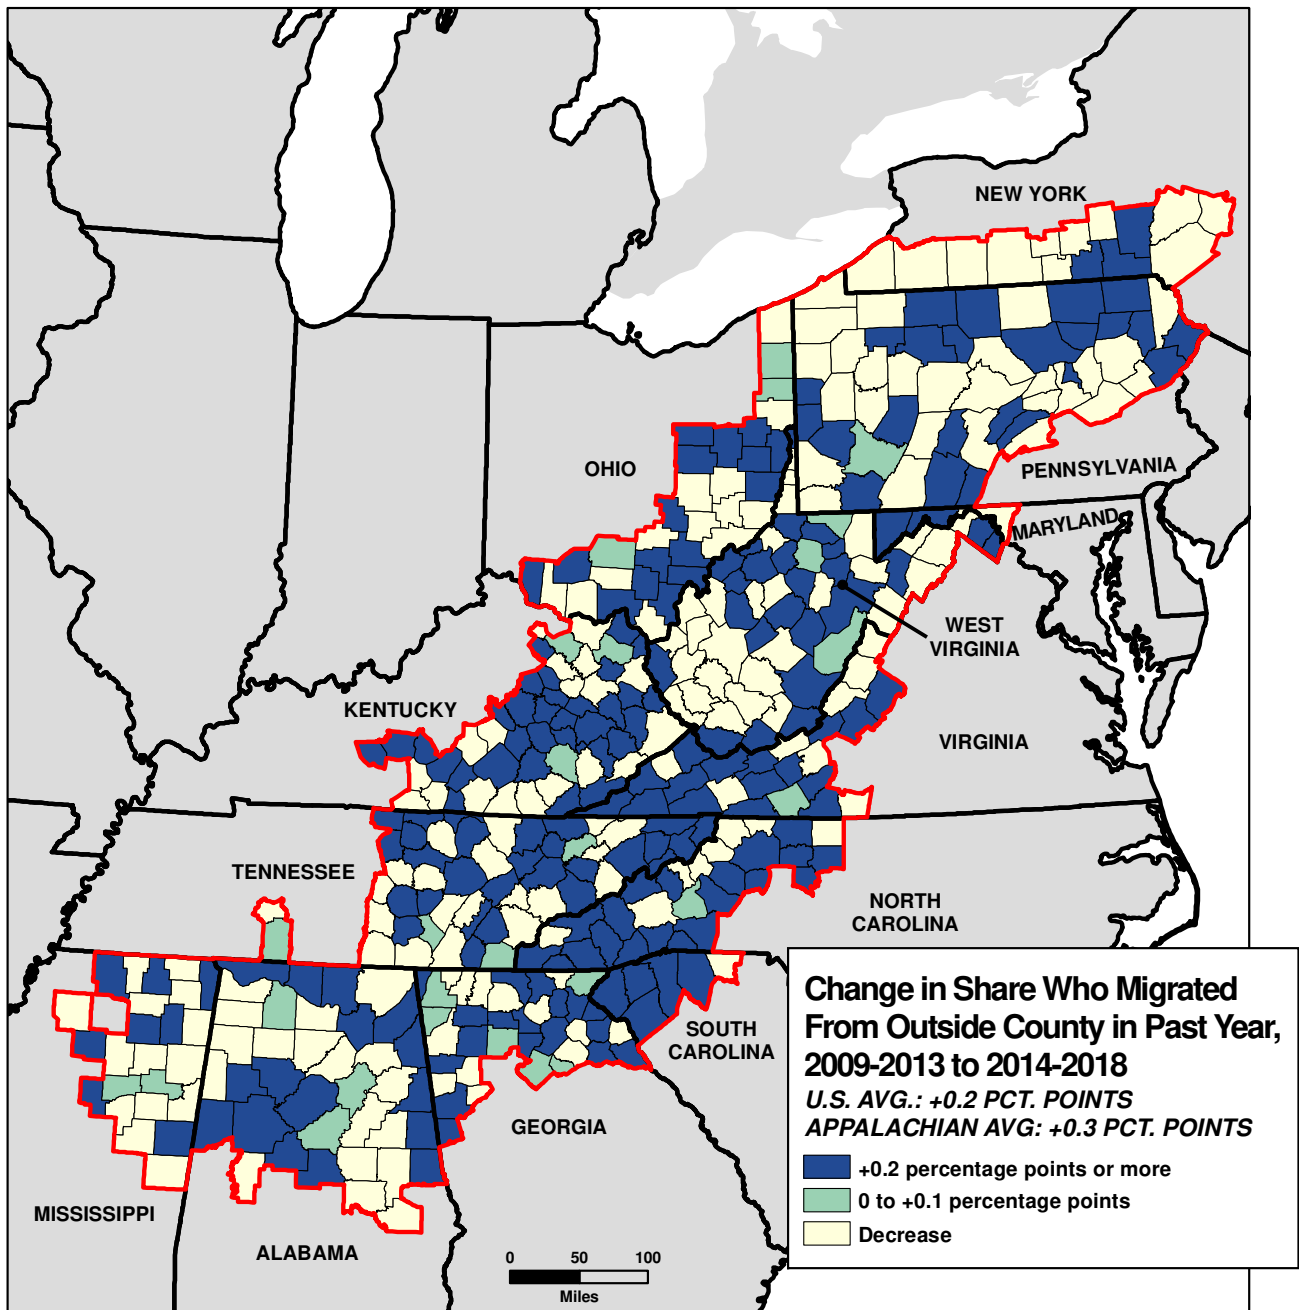 NEW YORK
OHIO
PENNSYLVANIA
MARYLAND
WEST
VIRGINIA
KENTUCKY
VIRGINIA
TENNESSEE
NORTH
CAROLINA
SOUTH
CAROLINA
GEORGIA
MISSISSIPPI
ALABAMA
Change in Share Who Migrated
From Outside County in Past Year,
2009-2013 to 2014-2018
U.S. AVG.: +0.2 PCT. POINTS
APPALACHIAN AVG: +0.3 PCT. POINTS
+0.2 percentage points or more
0 to +0.1 percentage points
Decrease
0 50 100
Miles